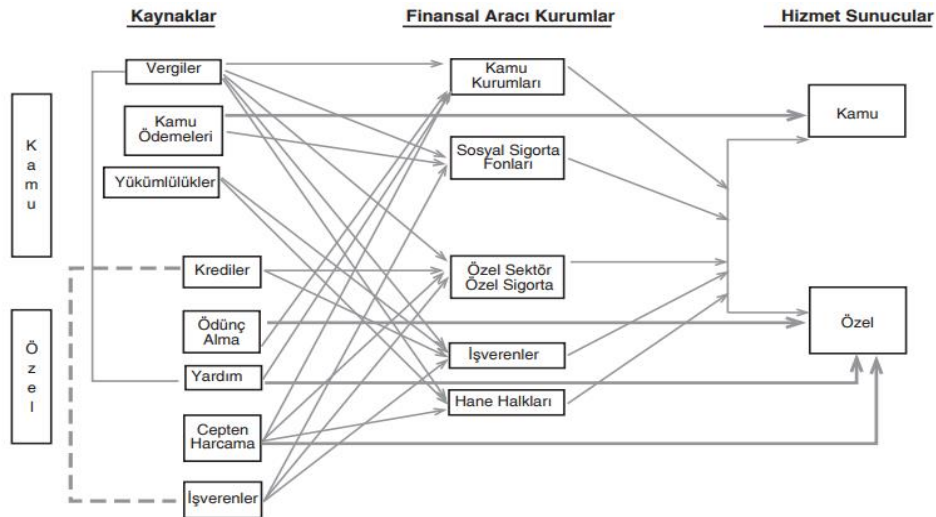 Kaynaklar
Finansal Aracı Kurumlar
Hizmet Sunucular
Kamu
Özel
Vergiler
Kamu
Ödemeleri
Yükümlülükler
Krediler
Ödünç
Alma
Yardım
Cepten
Harcama
İşverenler
Kamu
Kurumları
Sosyal Sigorta
Fonları
Özel Sektör
Özel Sigorta
İşverenler
Hane Halkları
Kamu
Özel